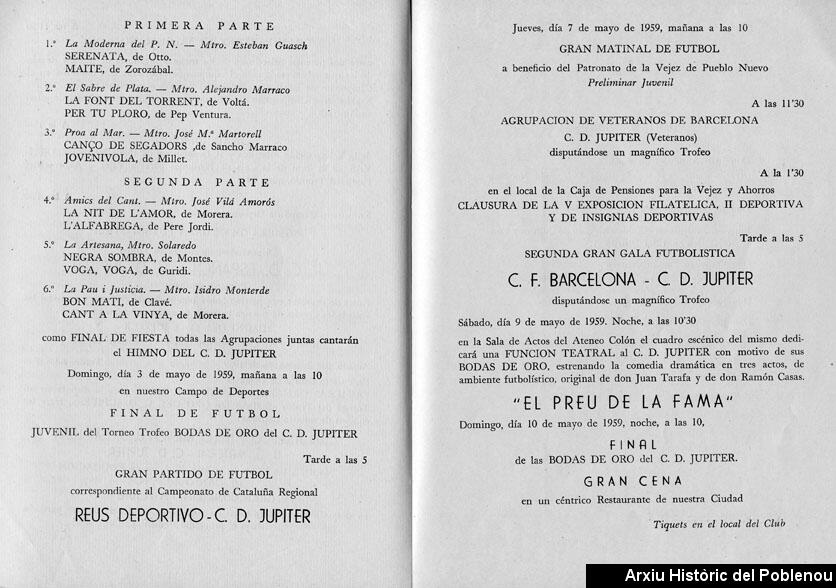 PRIMERA PARTE
1.º La Moderna del P. N. — Mtro. Esteban Guasch
SERENATA, de Otto.
MAITE, de Zorozábal.
2.º El Sabre de Plata. — Mtro. Alejandro Marraco
LA FONT DEL TORRENT, de Voltá.
PER TU PLORO, de Pep Ventura.
3.º Proa al Mar. — Mtro. José M.ª Martorell
CANÇO DE SEGADORS ,de Sancho Marraco
JOVENIVOLA, de Millet.
SEGUNDA PARTE
4.º Amics del Cant. — Mtro. José Vilá Amorós
LA NIT DE L'AMOR, de Morera.
L'ALFABREGA, de Pere Jordi.
5.º La Artesana, Mtro. Solaredo
NEGRA SOMBRA, de Montes.
VOGA, VOGA, de Guridi.
6.º La Pau i Justicia. — Mtro. Isidro Monterde
BON MATI, de Clavé.
CANT A LA VINYA, de Morera.
como FINAL DE FIESTA todas las Agrupaciones juntas cantarán
el HIMNO DEL C. D. JUPITER
Domingo, día 3 de mayo de 1959, mañana a las 10
en nuestro Campo de Deportes
FINAL DE FUTBOL
JUVENIL del Torneo Trofeo BODAS DE ORO del C. D. JUPITER
Tarde a las 5
GRAN PARTIDO DE FUTBOL
correspondiente al Campeonato de Cataluña Regional
REUS DEPORTIVO - C. D. JUPITER
Jueves, día 7 de mayo de 1959, mañana a las 10
GRAN MATINAL DE FUTBOL
a beneficio del Patronato de la Vejez de Pueblo Nuevo
Preliminar Juvenil
A las 11'30
AGRUPACION DE VETERANOS DE BARCELONA
C. D. JUPITER (Veteranos)
disputándose un magnífico Trofeo
A la 1'30
en el local de la Caja de Pensiones para la Vejez y Ahorros
CLAUSURA DE LA V EXPOSICION FILATELICA, II DEPORTIVA
Y DE INSIGNIAS DEPORTIVAS
Tarde a las 5
SEGUNDA GRAN GALA FUTBOLISTICA
C. F. BARCELONA - C. D. JUPITER
disputándose un magnífico Trofeo
Sábado, día 9 de mayo de 1959. Noche, a las 10'30
en la Sala de Actos del Ateneo Colón el cuadro escénico del mismo dedi-
cará una FUNCION TEATRAL al C. D. JUPITER con motivo de sus
BODAS DE ORO, estrenando la comedia dramática en tres actos, de
ambiente futbolístico, original de don Juan Tarafa y de don Ramón Casas.
"EL PREU DE LA FAMA"
Domingo, día 10 de mayo de 1959, noche, a las 10,
FINAL
de las BODAS DE ORO del C. D. JUPITER.
GRAN CENA
en un céntrico Restaurante de nuestra Ciudad
Tiquets en el local del Club
Arxiu Històric del Poblenou